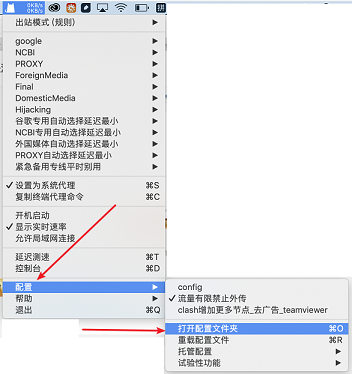 0KB/s
0KB/s
拼
出站模式 (规则)
google
NCBI
PROXY
ForeignMedia
Final
DomesticMedia
Hijacking
谷歌专用自动选择延迟最小
NCBI专用自动选择延迟最小
外国媒体自动选择延迟最小
PROXY自动选择延迟最小
紧急备用专线平时别用
✓ 设置为系统代理 ⌘S
复制终端代理命令 ⌘C
开机启动
✓ 显示实时速率
允许局域网连接
延迟测速 ⌘T
控制台 ⌘D
配置
帮助
退出 ⌘Q
config
✓ 流量有限禁止外传
clash增加更多节点_去广告_teamviewer
打开配置文件夹 ⌘O
重载配置文件 ⌘R
托管配置
试验性功能